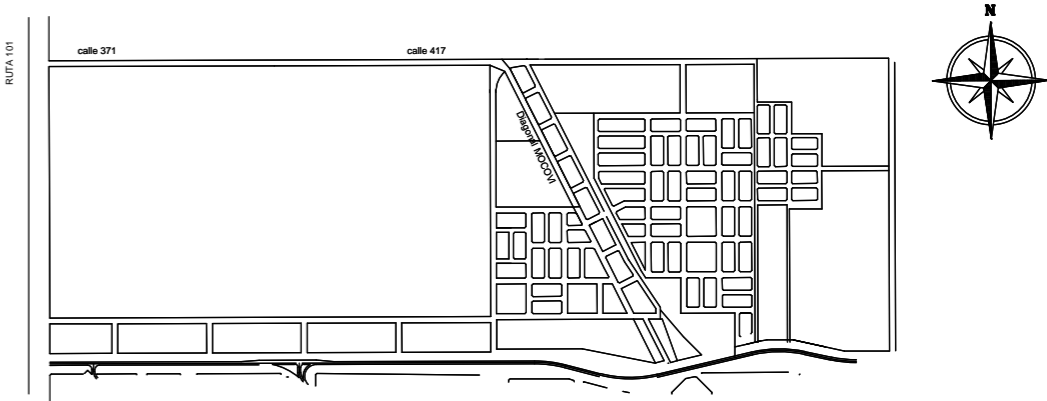 N
calle 371
calle 417
RUTA 101
Diagonal MOCOVI